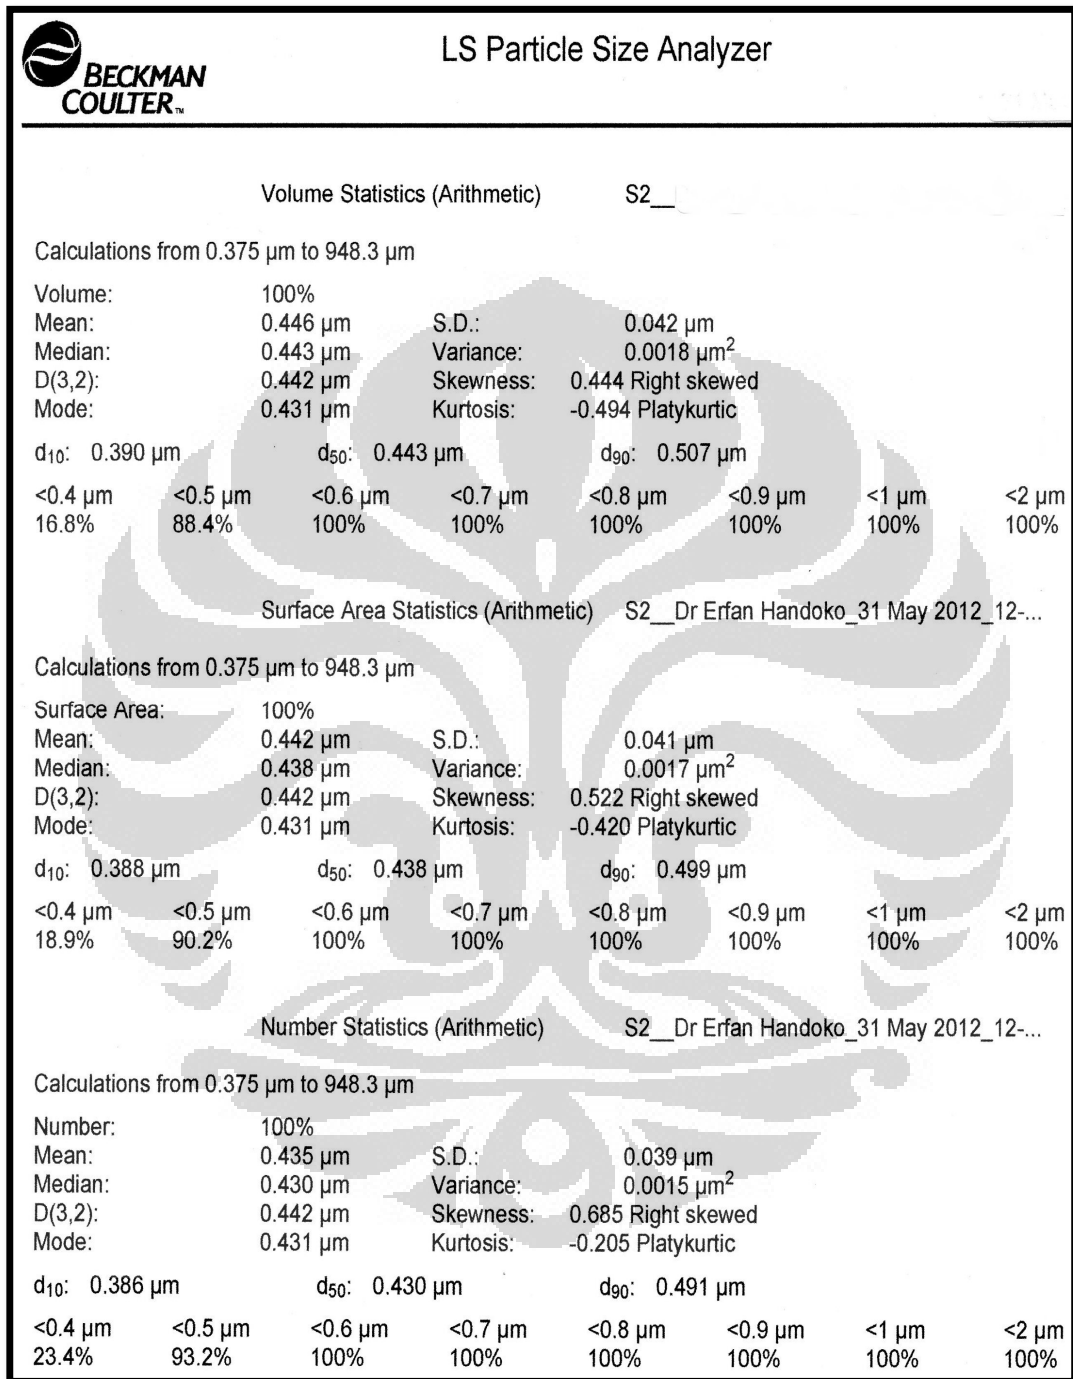 LS Particle Size Analyzer
BECKMAN
COULTER™
Volume Statistics (Arithmetic) S2__
Calculations from 0.375 µm to 948.3 µm
Volume: 100%
Mean: 0.446 µm S.D.: 0.042 µm
Median: 0.443 µm Variance: 0.0018 µm²
D(3,2): 0.442 µm Skewness: 0.444 Right skewed
Mode: 0.431 µm Kurtosis: -0.494 Platykurtic
d₁₀: 0.390 µm d₅₀: 0.443 µm d₉₀: 0.507 µm
<0.4 µm <0.5 µm <0.6 µm <0.7 µm <0.8 µm <0.9 µm <1 µm <2 µm
16.8% 88.4% 100% 100% 100% 100% 100% 100%
Surface Area Statistics (Arithmetic) S2__Dr Erfan Handoko_31 May 2012_12-...
Calculations from 0.375 µm to 948.3 µm
Surface Area: 100%
Mean: 0.442 µm S.D.: 0.041 µm
Median: 0.438 µm Variance: 0.0017 µm²
D(3,2): 0.442 µm Skewness: 0.522 Right skewed
Mode: 0.431 µm Kurtosis: -0.420 Platykurtic
d₁₀: 0.388 µm d₅₀: 0.438 µm d₉₀: 0.499 µm
<0.4 µm <0.5 µm <0.6 µm <0.7 µm <0.8 µm <0.9 µm <1 µm <2 µm
18.9% 90.2% 100% 100% 100% 100% 100% 100%
Number Statistics (Arithmetic) S2__Dr Erfan Handoko_31 May 2012_12-...
Calculations from 0.375 µm to 948.3 µm
Number: 100%
Mean: 0.435 µm S.D.: 0.039 µm
Median: 0.430 µm Variance: 0.0015 µm²
D(3,2): 0.442 µm Skewness: 0.685 Right skewed
Mode: 0.431 µm Kurtosis: -0.205 Platykurtic
d₁₀: 0.386 µm d₅₀: 0.430 µm d₉₀: 0.491 µm
<0.4 µm <0.5 µm <0.6 µm <0.7 µm <0.8 µm <0.9 µm <1 µm <2 µm
23.4% 93.2% 100% 100% 100% 100% 100% 100%